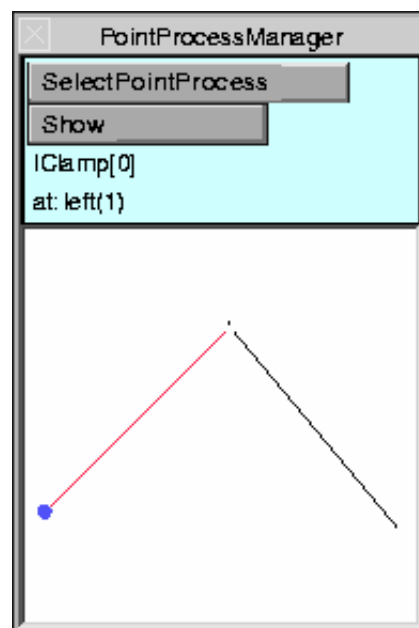 PointProcessManager
SelectPointProcess
Show
IClamp[0]
at: left(1)